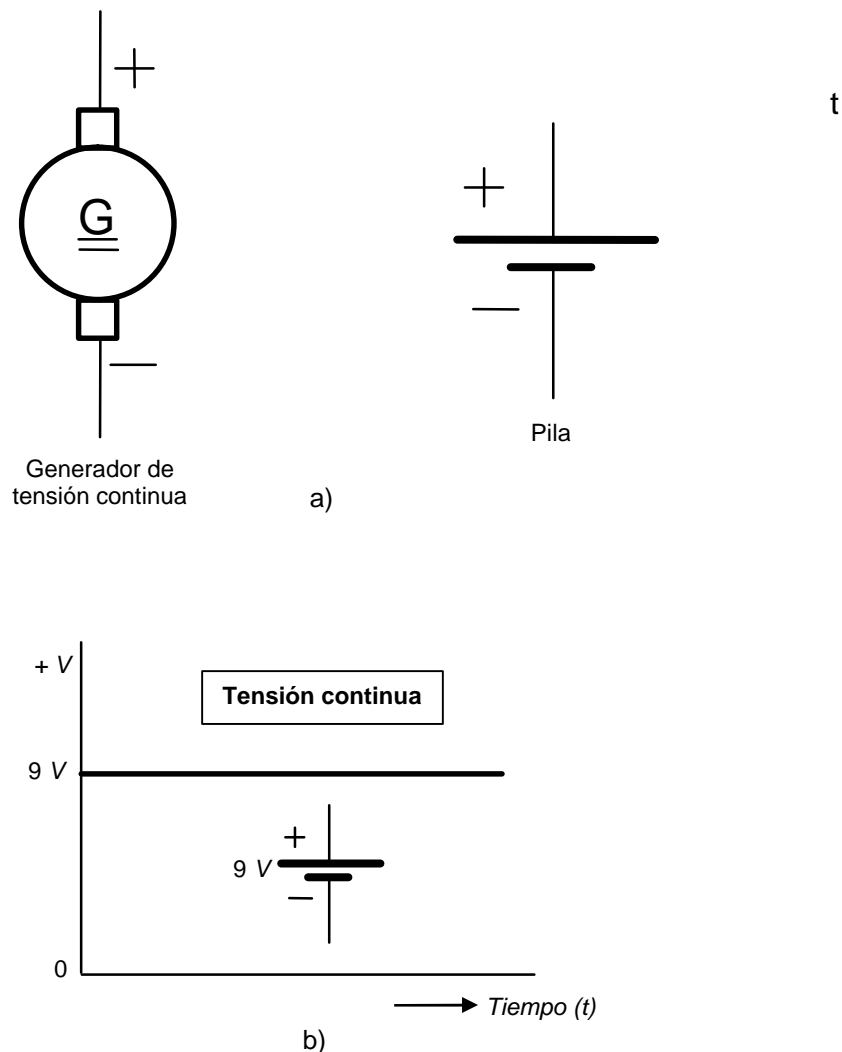 +
t
G
+
−
−
Pila
Generador de
tensión continua
a)
+ V
Tensión continua
9 V
+
9 V
−
0
Tiempo (t)
b)